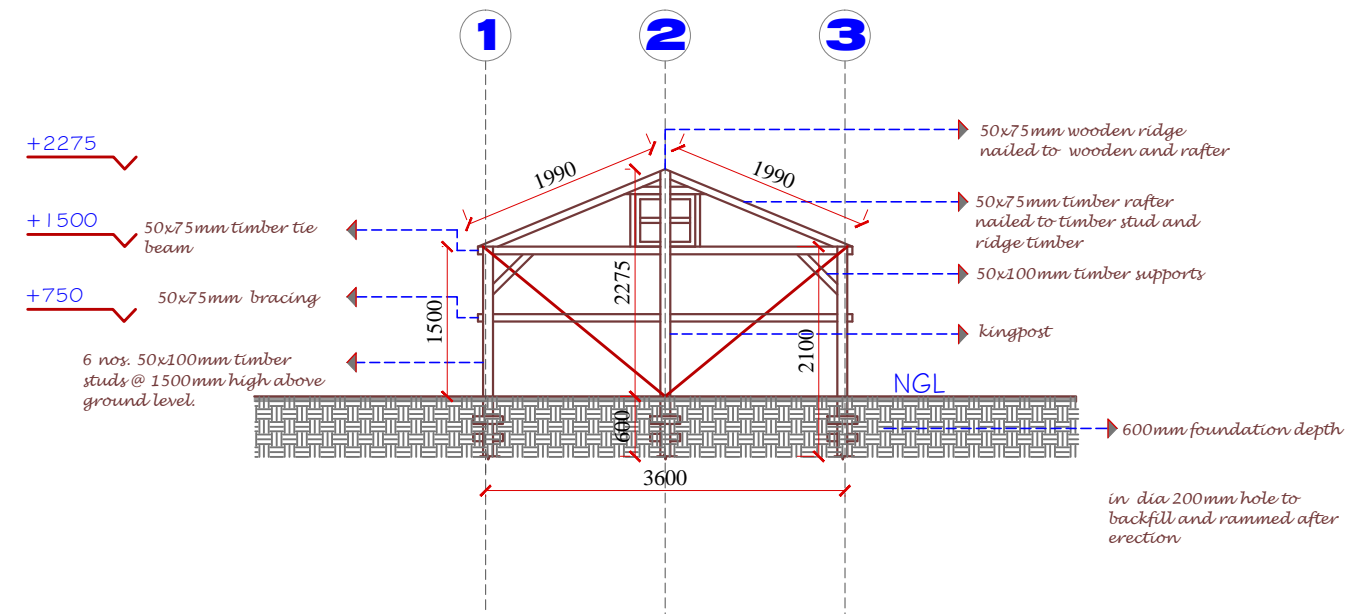 1
2
3
+2275
+1500
+750
50x75mm timber tie
beam
50x75mm bracing
6 nos. 50x100mm timber
studs @ 1500mm high above
ground level.
1990
1990
2275
1500
2100
600
3600
NGL
50x75mm wooden ridge
nailed to wooden and rafter
50x75mm timber rafter
nailed to timber stud and
ridge timber
50x100mm timber supports
kingpost
600mm foundation depth
in dia 200mm hole to
backfill and rammed after
erection